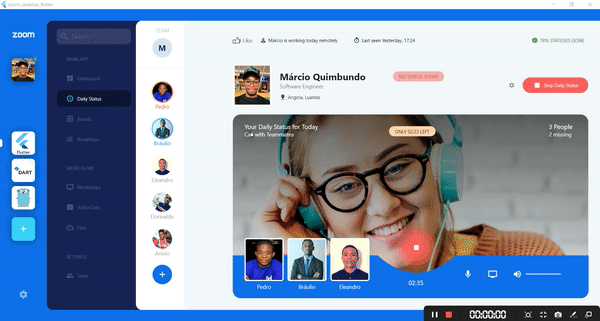 zoom_desktop_flutter
zoom
Search
MAIN APP
Dashboard
Daily Status
Boards
Roadmaps
WORKFLOW
Workshops
Video Calls
Files
SETTINGS
Team
Flutter
DART
+
TEAM
M
Pedro
Bráulio
Eleandro
Dorivaldo
+
Like
Márcio is working today remotely
Last seen Yesterday, 17:24
78% STATUSES DONE
Márcio Quimbundo
NO STATUS TODAY
Software Engineer
Angola, Luanda
Stop Daily Status
Your Daily Status for Today
Call with Teammates
ONLY 02:23 LEFT
3 People
2 missing
Pedro
Bráulio
Eleandro
02:35
00:00:00